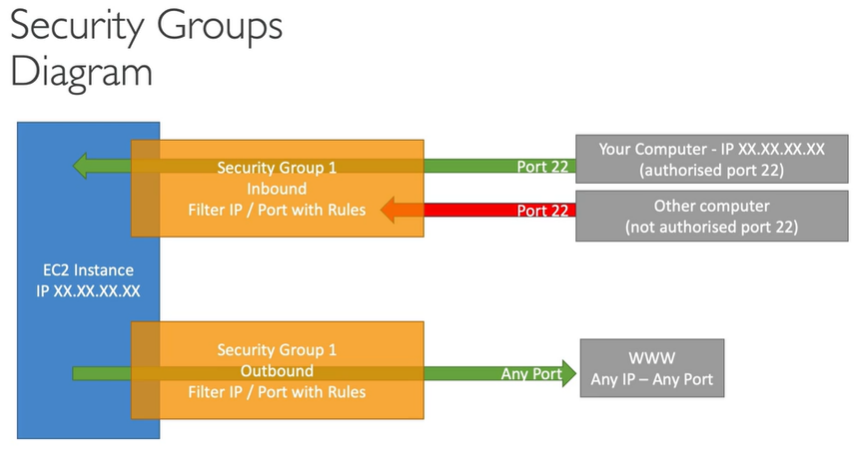 Security Groups
Diagram
Security Group 1
Inbound
Filter IP / Port with Rules
Port 22
Your Computer - IP XX.XX.XX.XX
(authorised port 22)
Port 22
Other computer
(not authorised port 22)
EC2 Instance
IP XX.XX.XX.XX
Security Group 1
Outbound
Filter IP / Port with Rules
Any Port
WWW
Any IP – Any Port